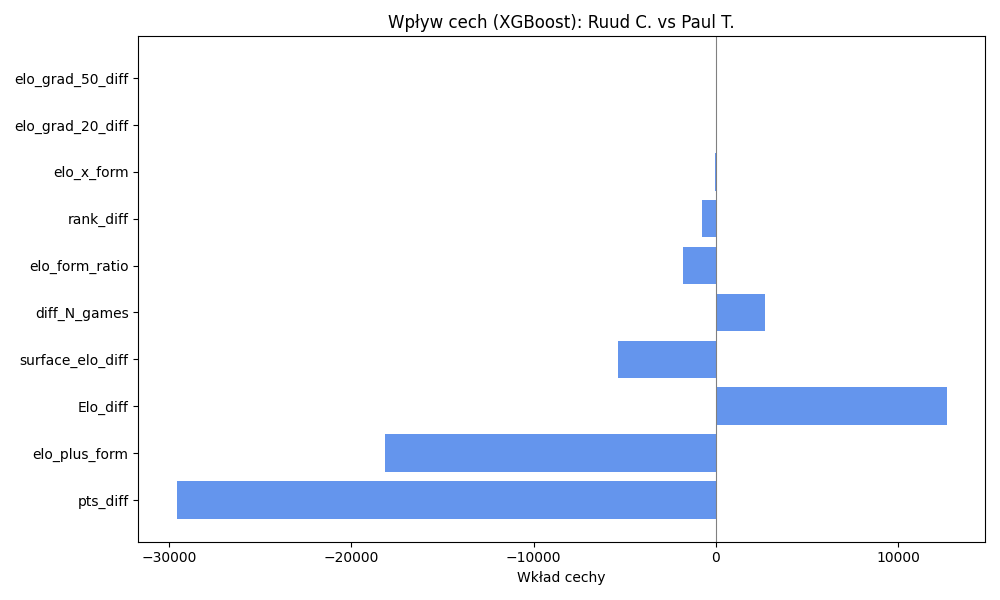 Wpływ cech (XGBoost): Ruud C. vs Paul T.
elo_grad_50_diff
elo_grad_20_diff
elo_x_form
rank_diff
elo_form_ratio
diff_N_games
surface_elo_diff
Elo_diff
elo_plus_form
pts_diff
−30000
−20000
−10000
0
10000
Wkład cechy